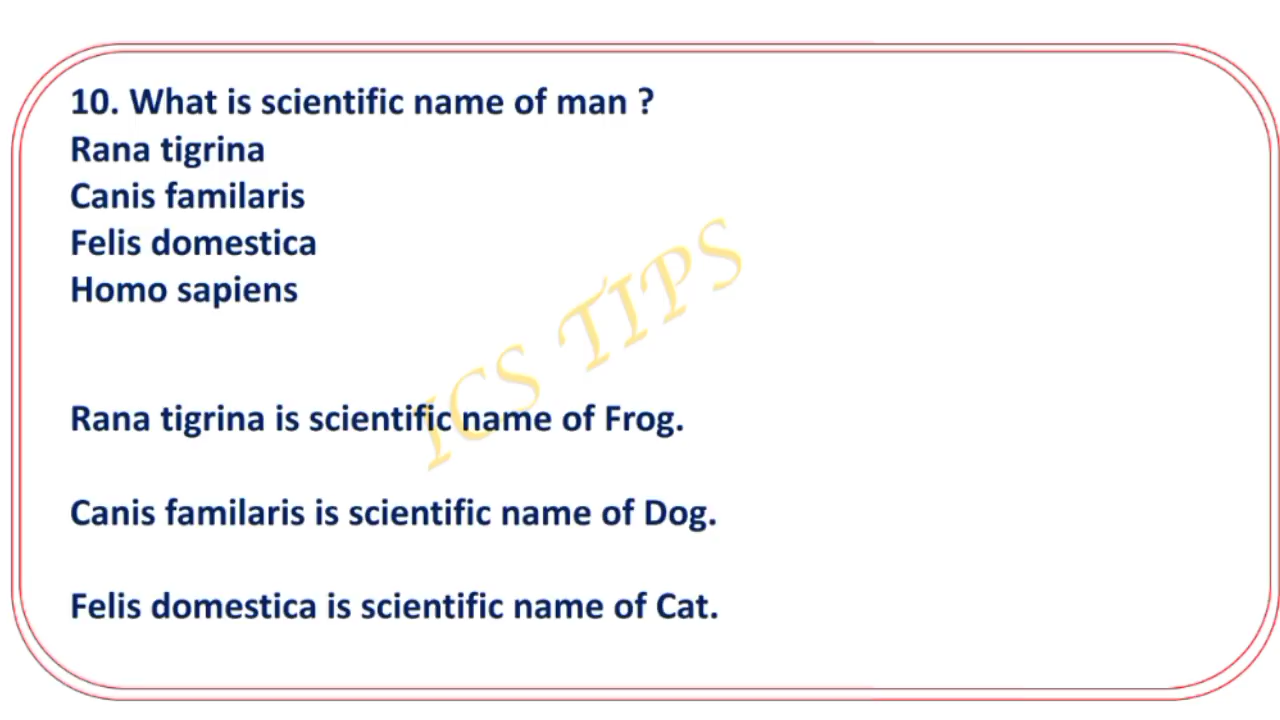 10. What is scientific name of man ?
Rana tigrina
Canis familaris
Felis domestica
Homo sapiens
ICS TIPS
Rana tigrina is scientific name of Frog.
Canis familaris is scientific name of Dog.
Felis domestica is scientific name of Cat.